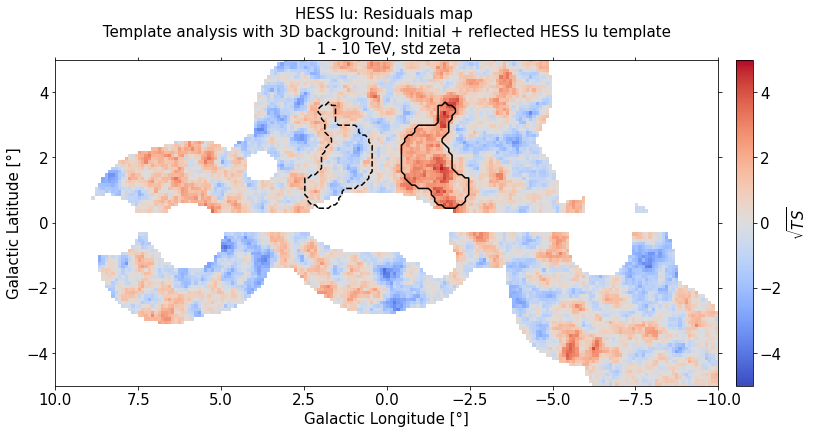 HESS Iu: Residuals map
Template analysis with 3D background: Initial + reflected HESS Iu template
1 - 10 TeV, std zeta
4
2
0
−2
−4
Galactic Latitude [°]
10.0 7.5 5.0 2.5 0.0 −2.5 −5.0 −7.5 −10.0
Galactic Longitude [°]
4
2
0
−2
−4
√TS